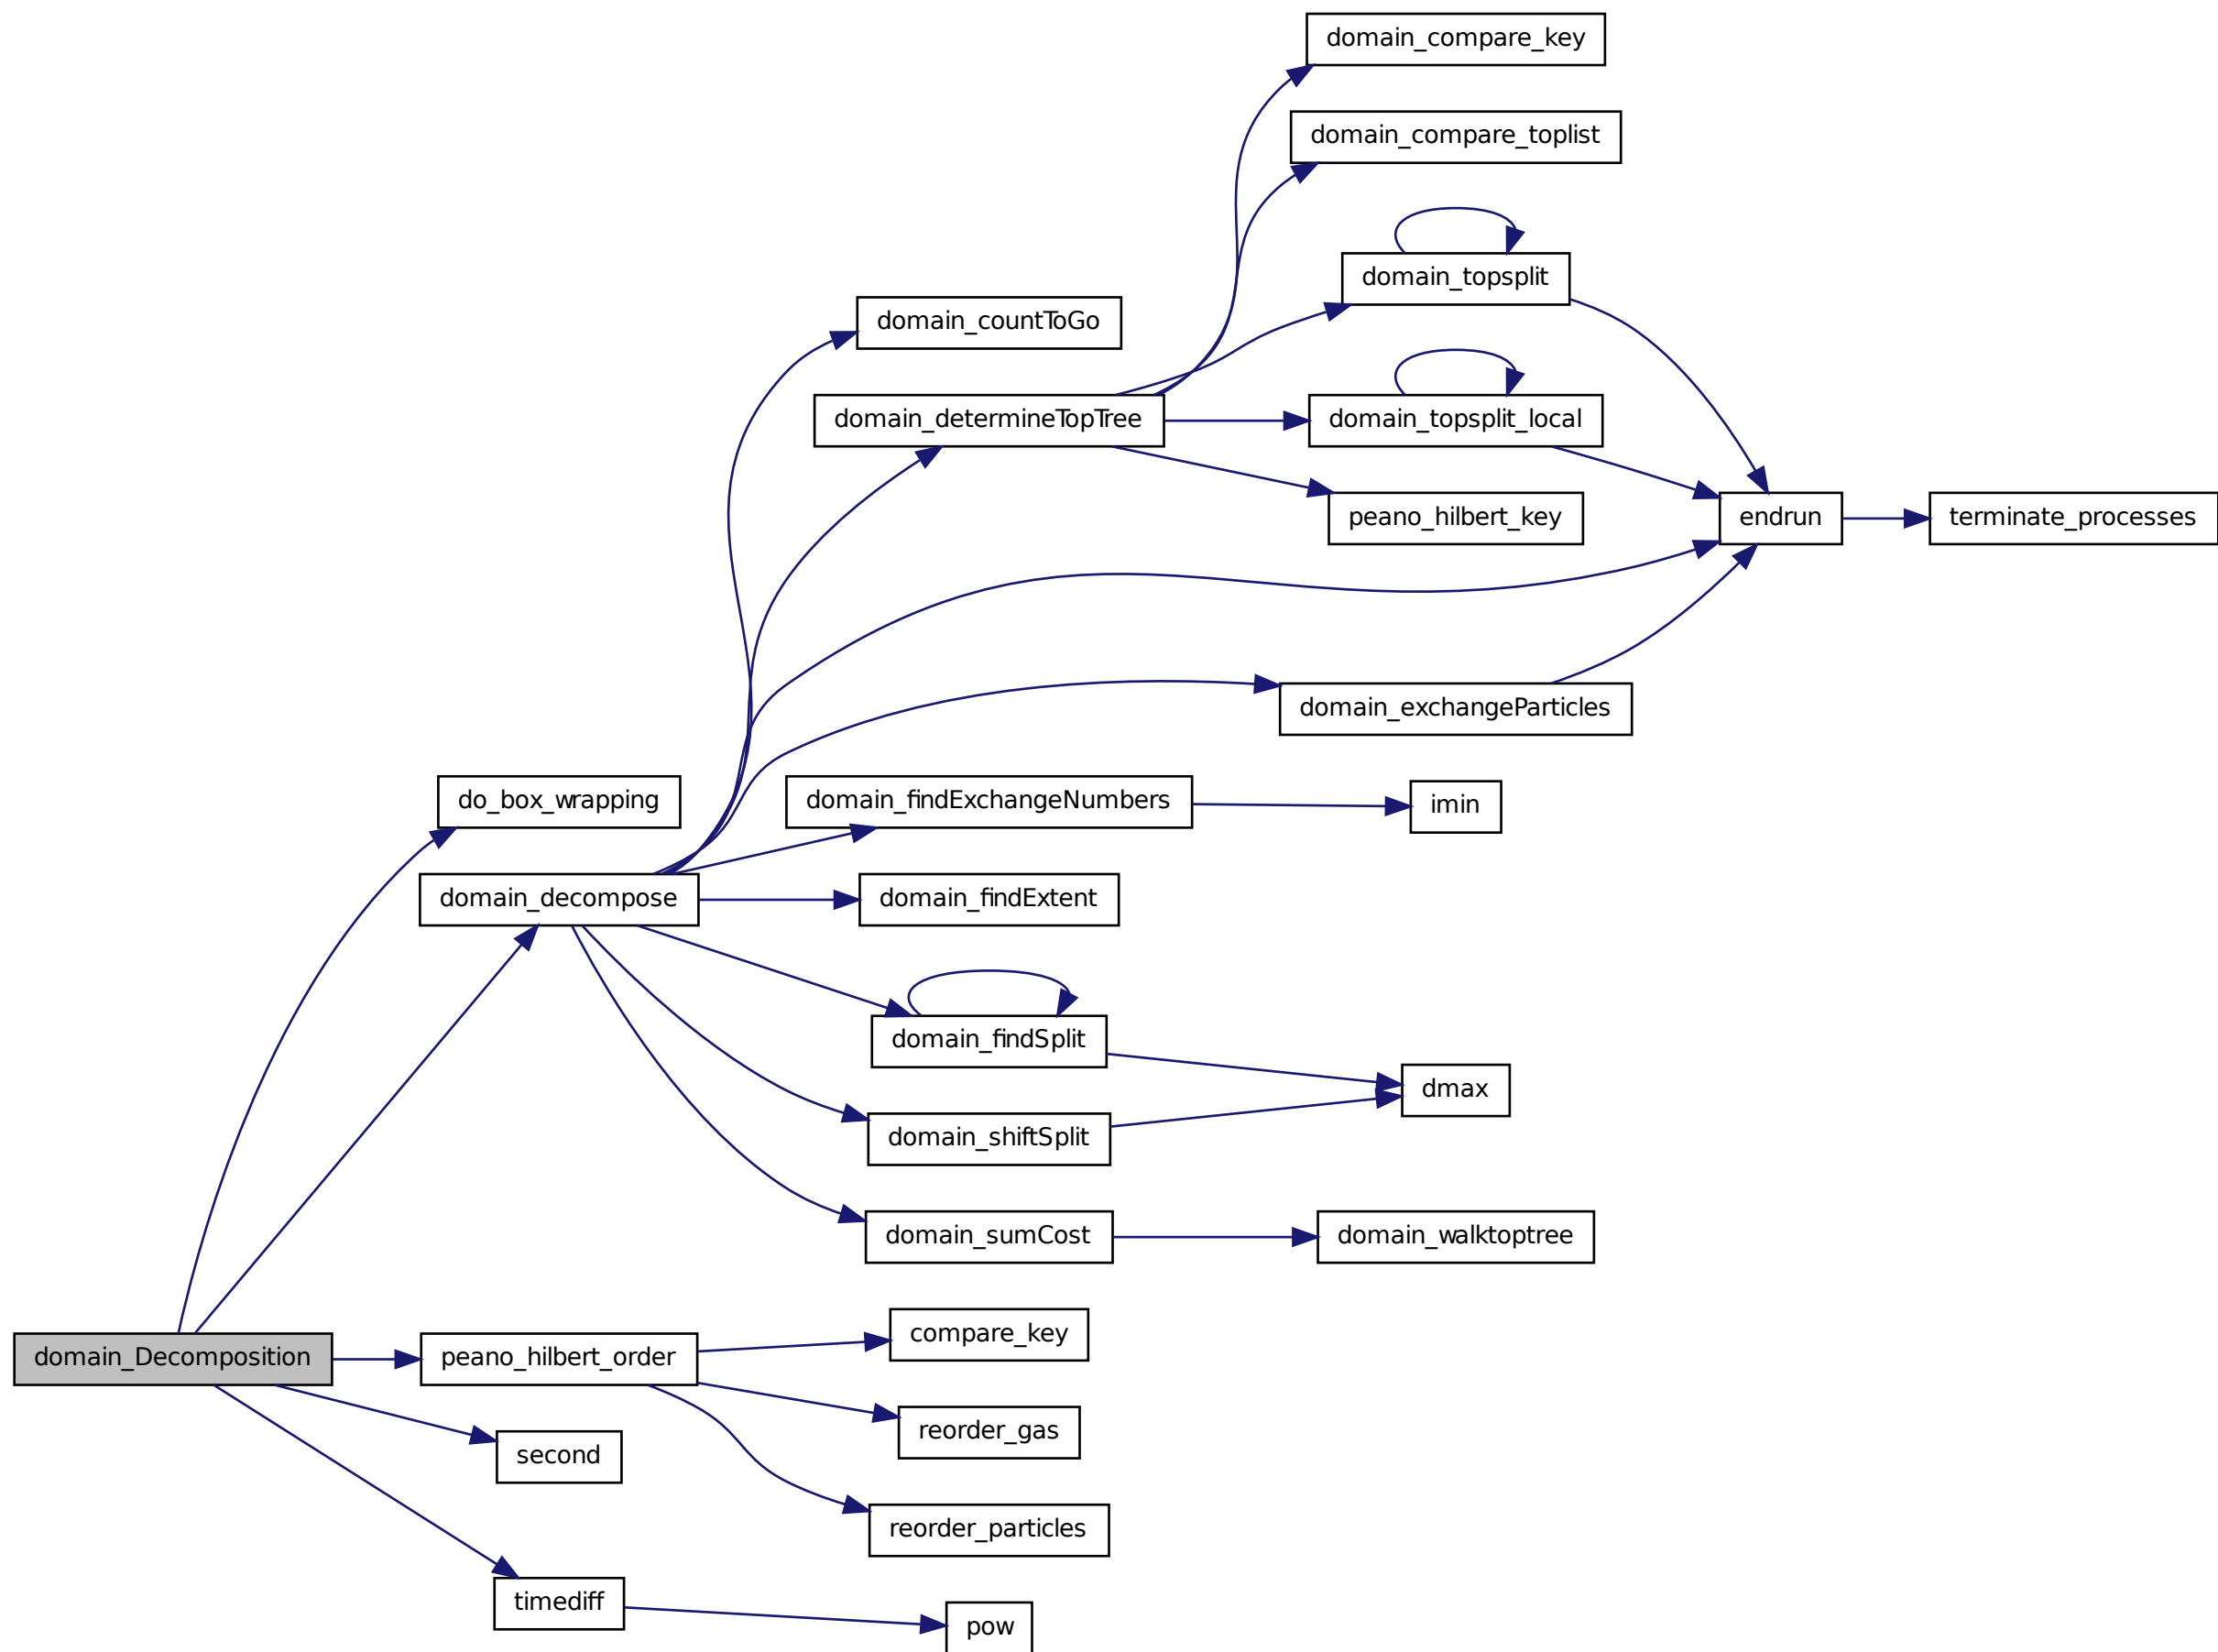 domain_compare_key
domain_compare_toplist
domain_topsplit
domain_countToGo
domain_determineTopTree
domain_topsplit_local
peano_hilbert_key
endrun
terminate_processes
domain_exchangeParticles
do_box_wrapping
domain_findExchangeNumbers
imin
domain_decompose
domain_findExtent
domain_findSplit
dmax
domain_shiftSplit
domain_sumCost
domain_walktoptree
domain_Decomposition
peano_hilbert_order
compare_key
reorder_gas
second
reorder_particles
timediff
pow